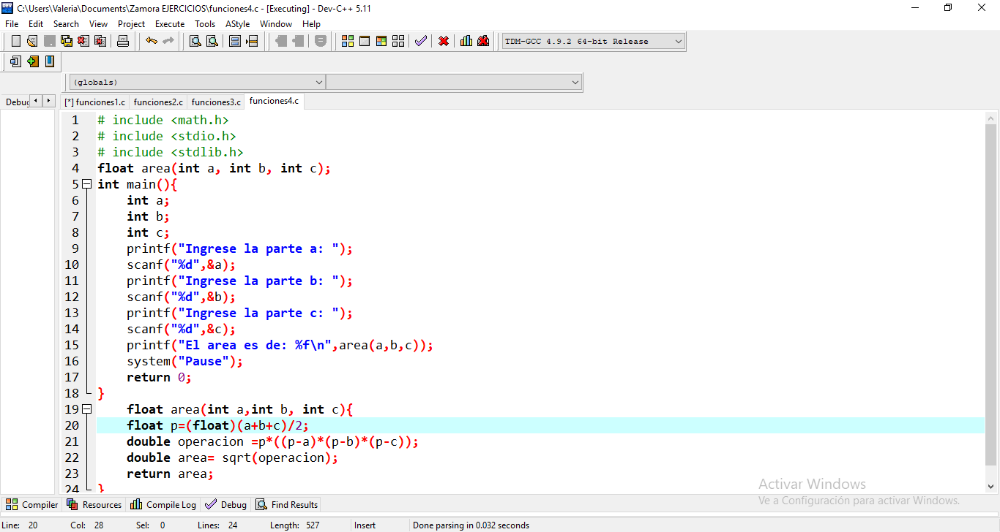 C:\Users\Valeria\Documents\Zamora EJERCICIOS\funciones4.c - [Executing] - Dev-C++ 5.11
File Edit Search View Project Execute Tools AStyle Window Help
TDM-GCC 4.9.2 64-bit Release
(globals)
Debug [*] funciones1.c funciones2.c funciones3.c funciones4.c
1 # include <math.h>
2 # include <stdio.h>
3 # include <stdlib.h>
4 float area(int a, int b, int c);
5 int main(){
6 int a;
7 int b;
8 int c;
9 printf("Ingrese la parte a: ");
10 scanf("%d",&a);
11 printf("Ingrese la parte b: ");
12 scanf("%d",&b);
13 printf("Ingrese la parte c: ");
14 scanf("%d",&c);
15 printf("El area es de: %f\n",area(a,b,c));
16 system("Pause");
17 return 0;
18 }
19 float area(int a,int b, int c){
20 float p=(float)(a+b+c)/2;
21 double operacion =p*((p-a)*(p-b)*(p-c));
22 double area= sqrt(operacion);
23 return area;
24 }
Activar Windows
Ve a Configuración para activar Windows.
Compiler Resources Compile Log Debug Find Results
Line: 20 Col: 28 Sel: 0 Lines: 24 Length: 527 Insert Done parsing in 0.032 seconds